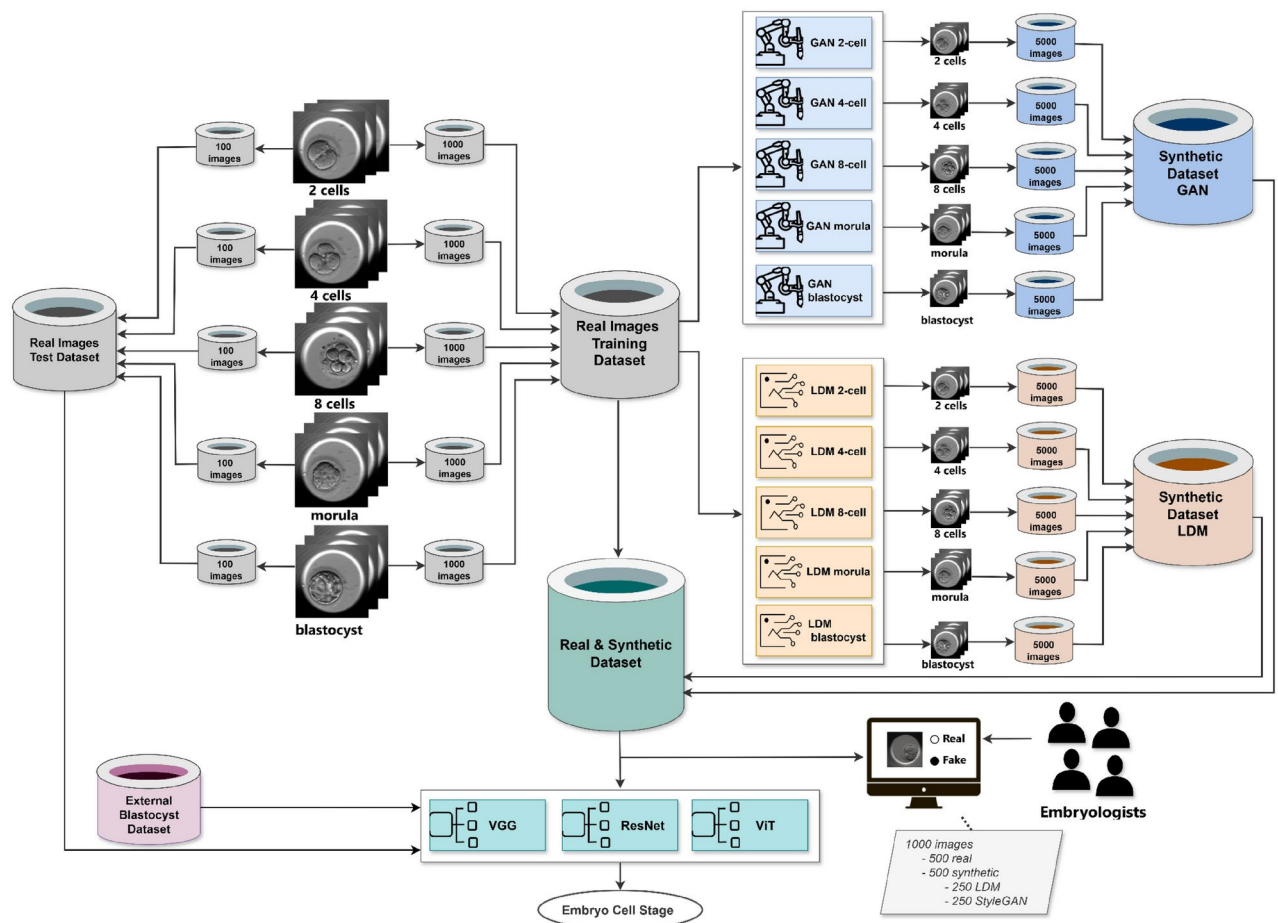 100
images
1000
images
2 cells
100
images
1000
images
4 cells
100
images
1000
images
8 cells
100
images
1000
images
morula
100
images
1000
images
blastocyst
Real Images
Test Dataset
Real Images
Training
Dataset
GAN 2-cell
2 cells
5000
images
GAN 4-cell
4 cells
5000
images
GAN 8-cell
8 cells
5000
images
GAN morula
morula
5000
images
GAN
blastocyst
blastocyst
5000
images
Synthetic
Dataset
GAN
LDM 2-cell
2 cells
5000
images
LDM 4-cell
4 cells
5000
images
LDM 8-cell
8 cells
5000
images
LDM morula
morula
5000
images
LDM
blastocyst
blastocyst
5000
images
Synthetic
Dataset
LDM
Real & Synthetic
Dataset
External
Blastocyst
Dataset
VGG
ResNet
ViT
Embryo Cell Stage
Real
Fake
Embryologists
1000 images
- 500 real
- 500 synthetic
- 250 LDM
- 250 StyleGAN